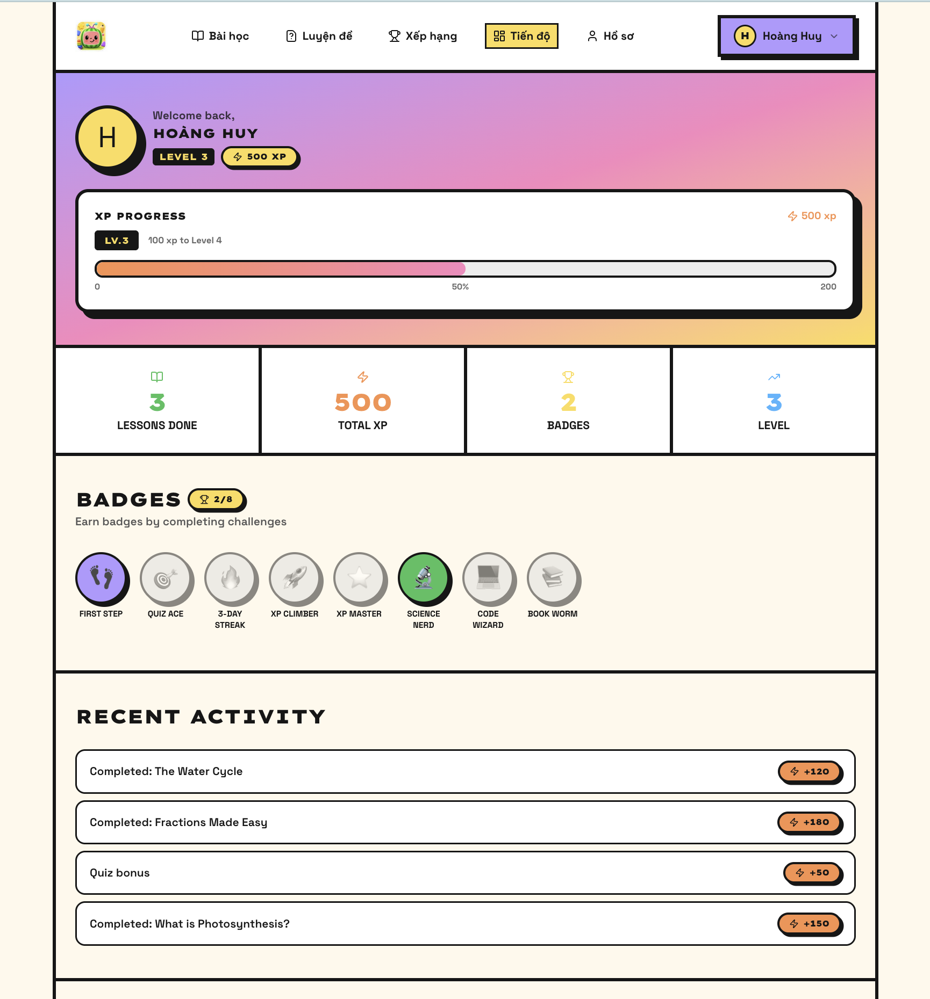 Bài học
Luyện đề
Xếp hạng
Tiến độ
Hồ sơ
H
Hoàng Huy
H
Welcome back,
HOÀNG HUY
LEVEL 3
500 XP
XP PROGRESS
500 xp
LV.3
100 xp to Level 4
0
50%
200
3
LESSONS DONE
500
TOTAL XP
2
BADGES
3
LEVEL
BADGES
2/8
Earn badges by completing challenges
FIRST STEP
QUIZ ACE
3-DAY
STREAK
XP CLIMBER
XP MASTER
SCIENCE
NERD
CODE
WIZARD
BOOK WORM
RECENT ACTIVITY
Completed: The Water Cycle
+120
Completed: Fractions Made Easy
+180
Quiz bonus
+50
Completed: What is Photosynthesis?
+150